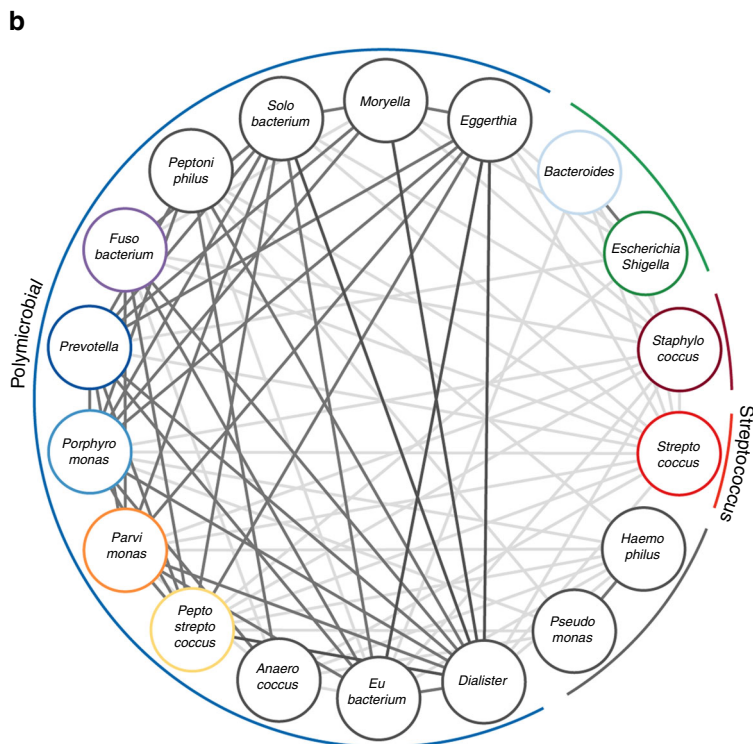 b
Moryella
Solo
bacterium
Eggerthia
Peptoni
philus
Bacteroides
Fuso
bacterium
Escherichia
Shigella
Polymicrobial
Prevotella
Staphylo
coccus
Porphyro
monas
Strepto
coccus
Streptococcus
Parvi
monas
Haemo
philus
Pepto
strepto
coccus
Pseudo
monas
Anaero
coccus
Eu
bacterium
Dialister